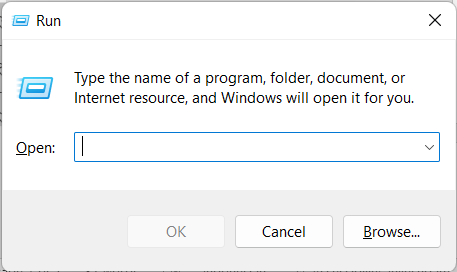 Run
Type the name of a program, folder, document, or
Internet resource, and Windows will open it for you.
Open:
OK Cancel Browse...